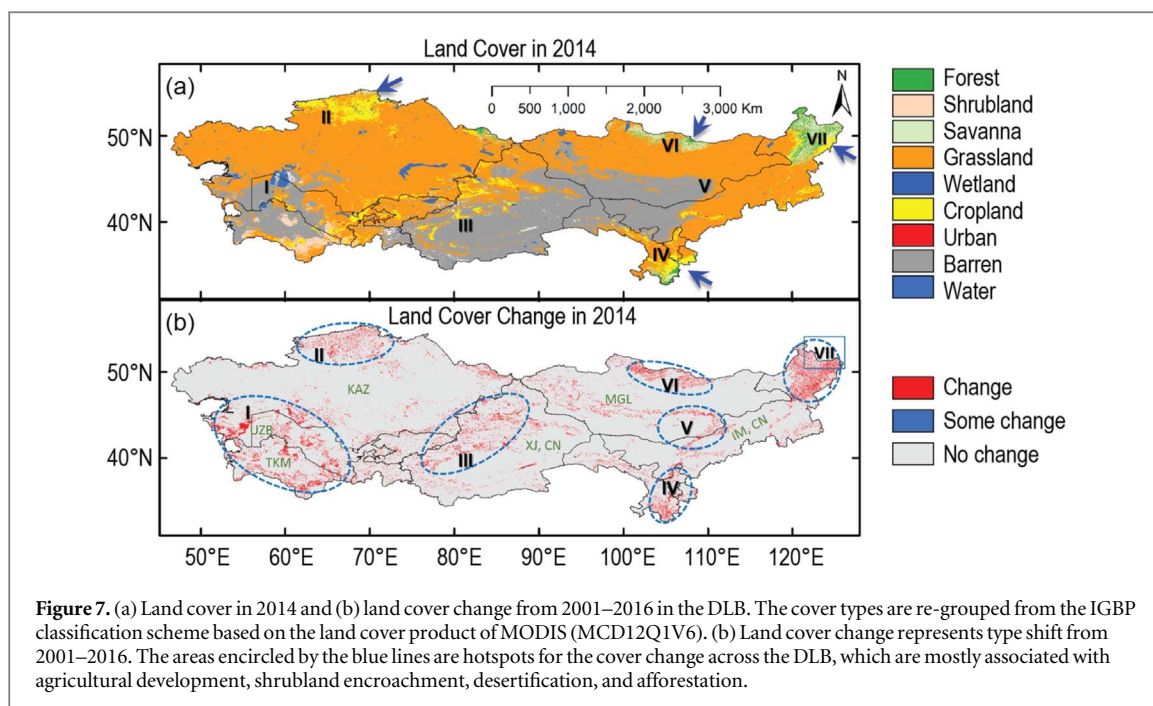 Land Cover in 2014
(a)
0 500 1,000 2,000 3,000 Km
N
II
VI
VII
I
V
III
IV
50°N
40°N
Forest
Shrubland
Savanna
Grassland
Wetland
Cropland
Urban
Barren
Water
(b)
Land Cover Change in 2014
II
VI
VII
KAZ
MGL
I
UZB
V
IM, CN
TKM
III
XJ, CN
IV
50°N
40°N
Change
Some change
No change
50°E 60°E 70°E 80°E 90°E 100°E 110°E 120°E
Figure 7. (a) Land cover in 2014 and (b) land cover change from 2001–2016 in the DLB. The cover types are re-grouped from the IGBP
classification scheme based on the land cover product of MODIS (MCD12Q1V6). (b) Land cover change represents type shift from
2001–2016. The areas encircled by the blue lines are hotspots for the cover change across the DLB, which are mostly associated with
agricultural development, shrubland encroachment, desertification, and afforestation.